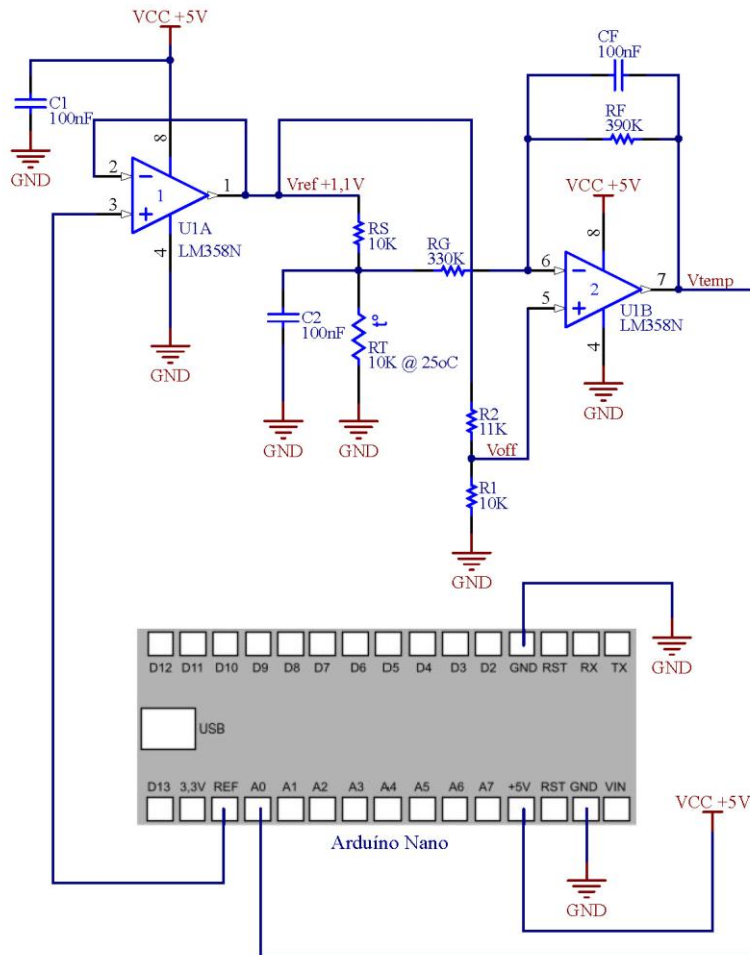 VCC +5V
CF
100nF
C1
100nF
8
RF
390K
GND
2
1
1
Vref +1,1V
VCC +5V
3
U1A
LM358N
RS
10K
RG
330K
8
4
6
2
7
Vtemp
C2
100nF
t°
RT
10K @ 25oC
5
U1B
LM358N
GND
4
R2
11K
GND
GND
GND
Voff
R1
10K
GND
GND
D12 D11 D10 D9 D8 D7 D6 D5 D4 D3 D2 GND RST RX TX
USB
D13 3,3V REF A0 A1 A2 A3 A4 A5 A6 A7 +5V RST GND VIN
VCC +5V
Arduíno Nano
GND